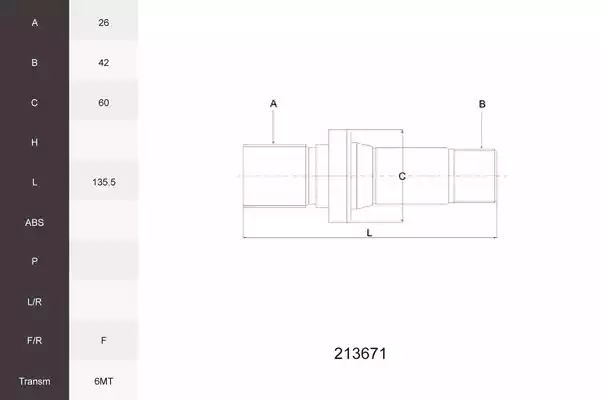 A 26
B 42
C 60
H
L 135.5
ABS
P
L/R
F/R F
Transm 6MT
A
B
C
L
213671